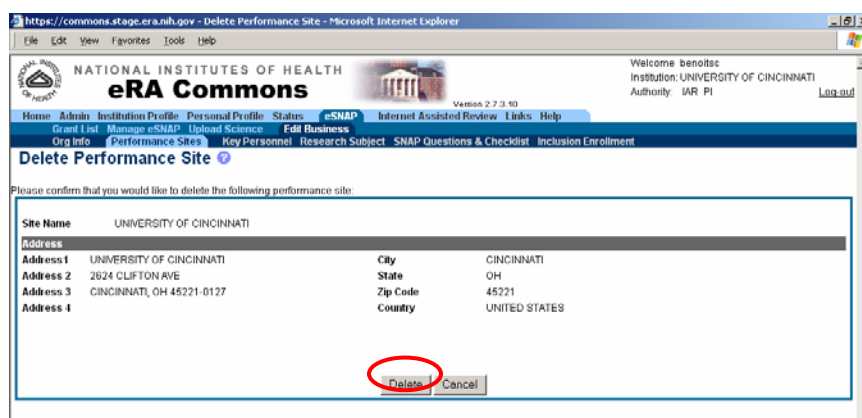 https://commons.stage.era.nih.gov - Delete Performance Site - Microsoft Internet Explorer
File Edit View Favorites Tools Help
NATIONAL INSTITUTES OF HEALTH
eRA Commons
Version 2.7.3.10
Welcome benoitsc
Institution: UNIVERSITY OF CINCINNATI
Authority: IAR PI
Log-out
Home Admin Institution Profile Personal Profile Status eSNAP Internet Assisted Review Links Help
Grant List Manage eSNAP Upload Science Edit Business
Org Info Performance Sites Key Personnel Research Subject SNAP Questions & Checklist Inclusion Enrollment
Delete Performance Site ?
Please confirm that you would like to delete the following performance site:
Site Name UNIVERSITY OF CINCINNATI
Address
Address1 UNIVERSITY OF CINCINNATI City CINCINNATI
Address 2 2624 CLIFTON AVE State OH
Address 3 CINCINNATI, OH 45221-0127 Zip Code 45221
Address 4 Country UNITED STATES
Delete Cancel